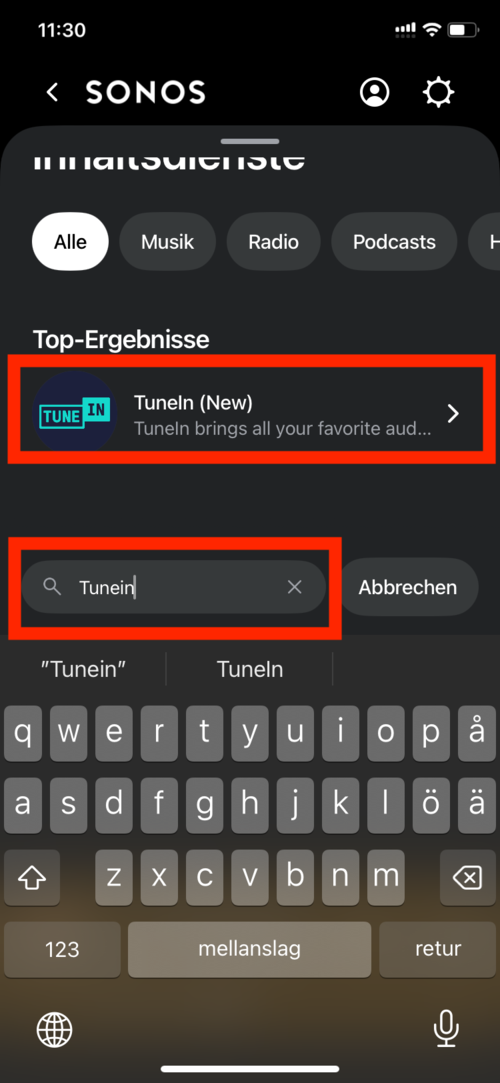 11:30
SONOS
Inhaltsdienste
Alle
Musik
Radio
Podcasts
H
Top-Ergebnisse
TUNE IN
TuneIn (New)
TuneIn brings all your favorite aud...
Tunein
Abbrechen
"Tunein"
TuneIn
q w e r t y u i o p å
a s d f g h j k l ö ä
z x c v b n m
123
mellanslag
retur